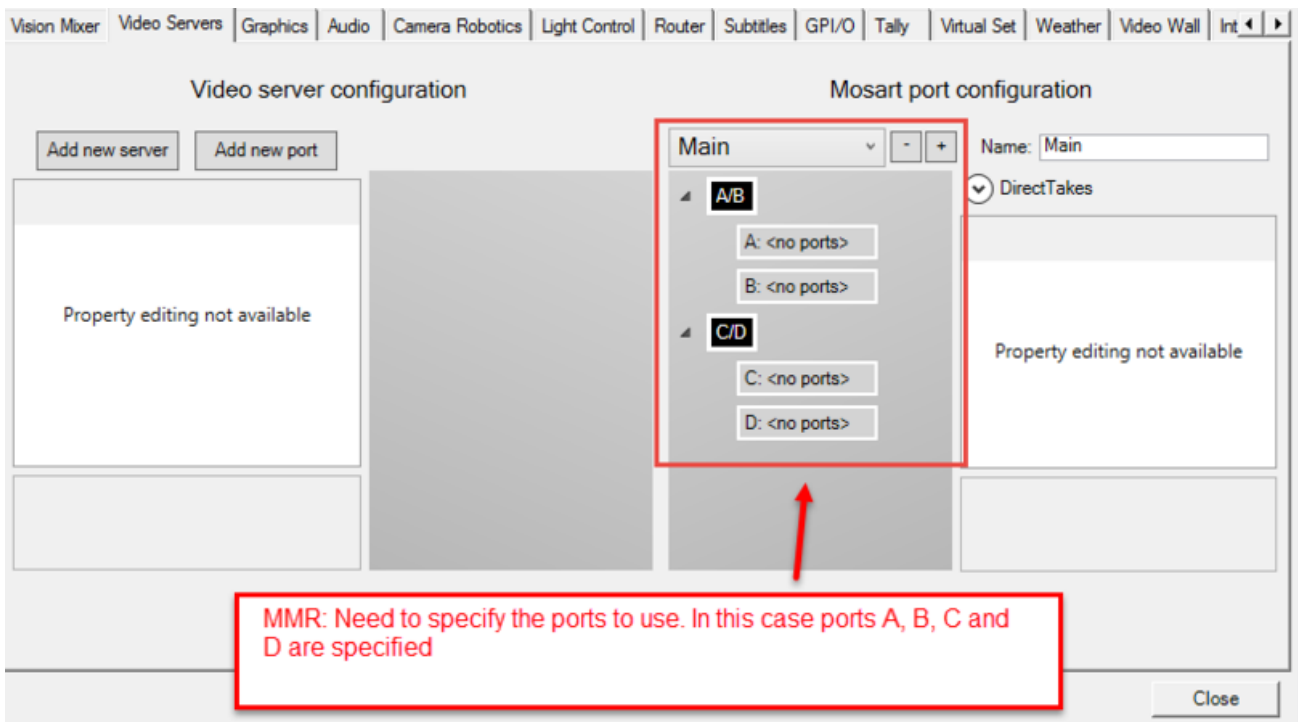 Vision Mixer Video Servers Graphics Audio Camera Robotics Light Control Router Subtitles GPI/O Tally Virtual Set Weather Video Wall Int
Video server configuration
Mosart port configuration
Add new server Add new port
Main - + Name: Main
DirectTakes
A/B
A: <no ports>
B: <no ports>
C/D
C: <no ports>
D: <no ports>
Property editing not available
Property editing not available
MMR: Need to specify the ports to use. In this case ports A, B, C and
D are specified
Close